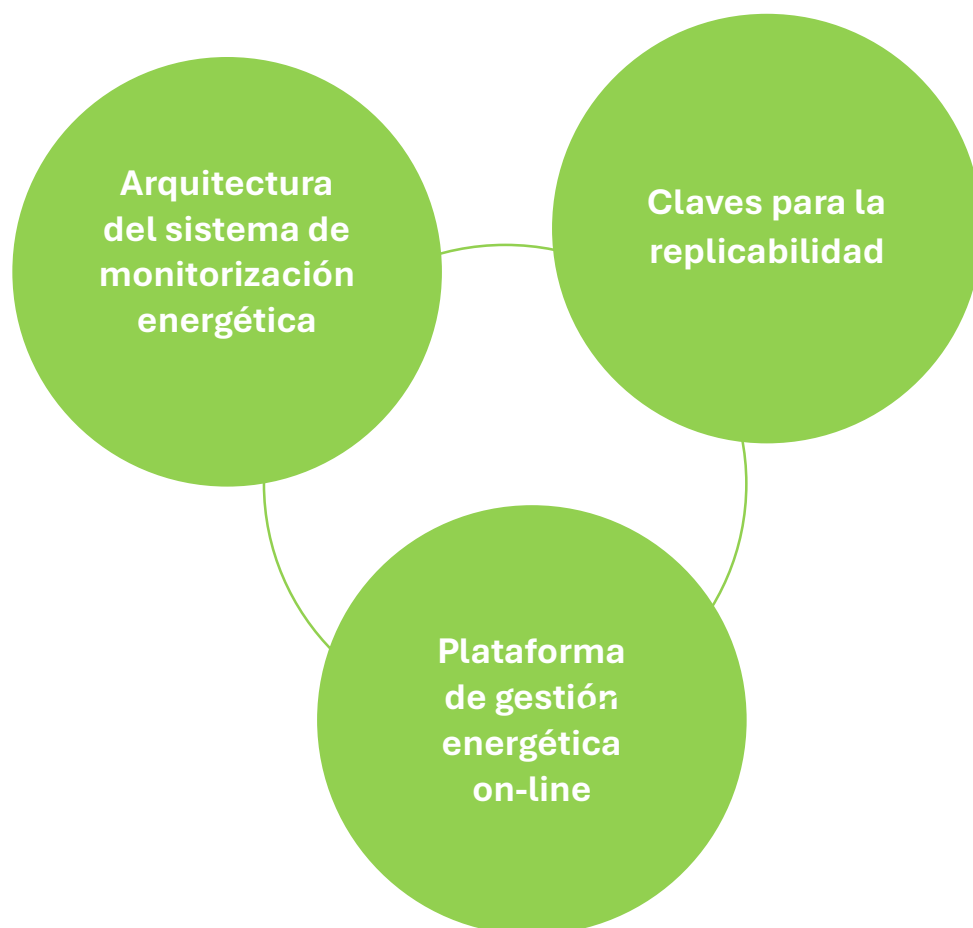 Arquitectura
del sistema de
monitorización
energética
Claves para la
replicabilidad
Plataforma
de gestión
energética
on-line